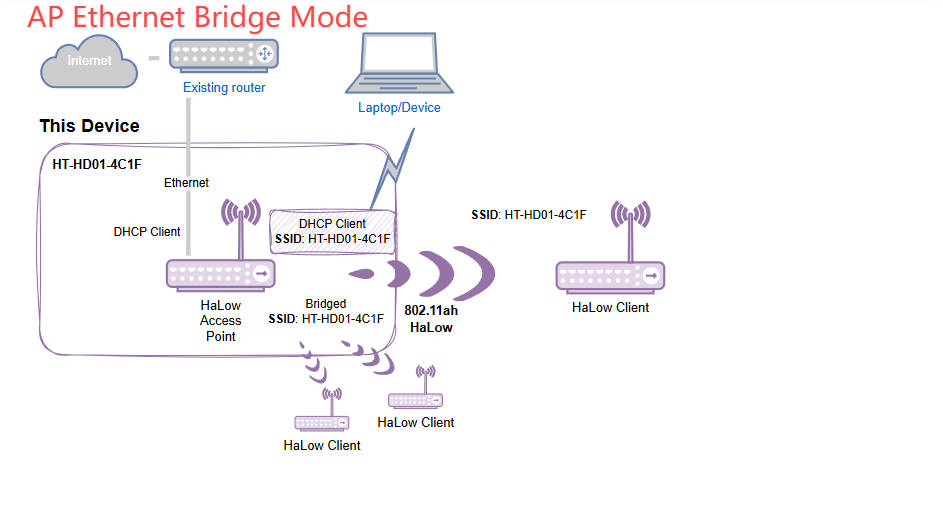 AP Ethernet Bridge Mode
Internet
Existing router
Laptop/Device
This Device
HT-HD01-4C1F
Ethernet
DHCP Client
DHCP Client
SSID: HT-HD01-4C1F
SSID: HT-HD01-4C1F
HaLow
Access
Point
Bridged
SSID: HT-HD01-4C1F
802.11ah
HaLow
HaLow Client
HaLow Client
HaLow Client